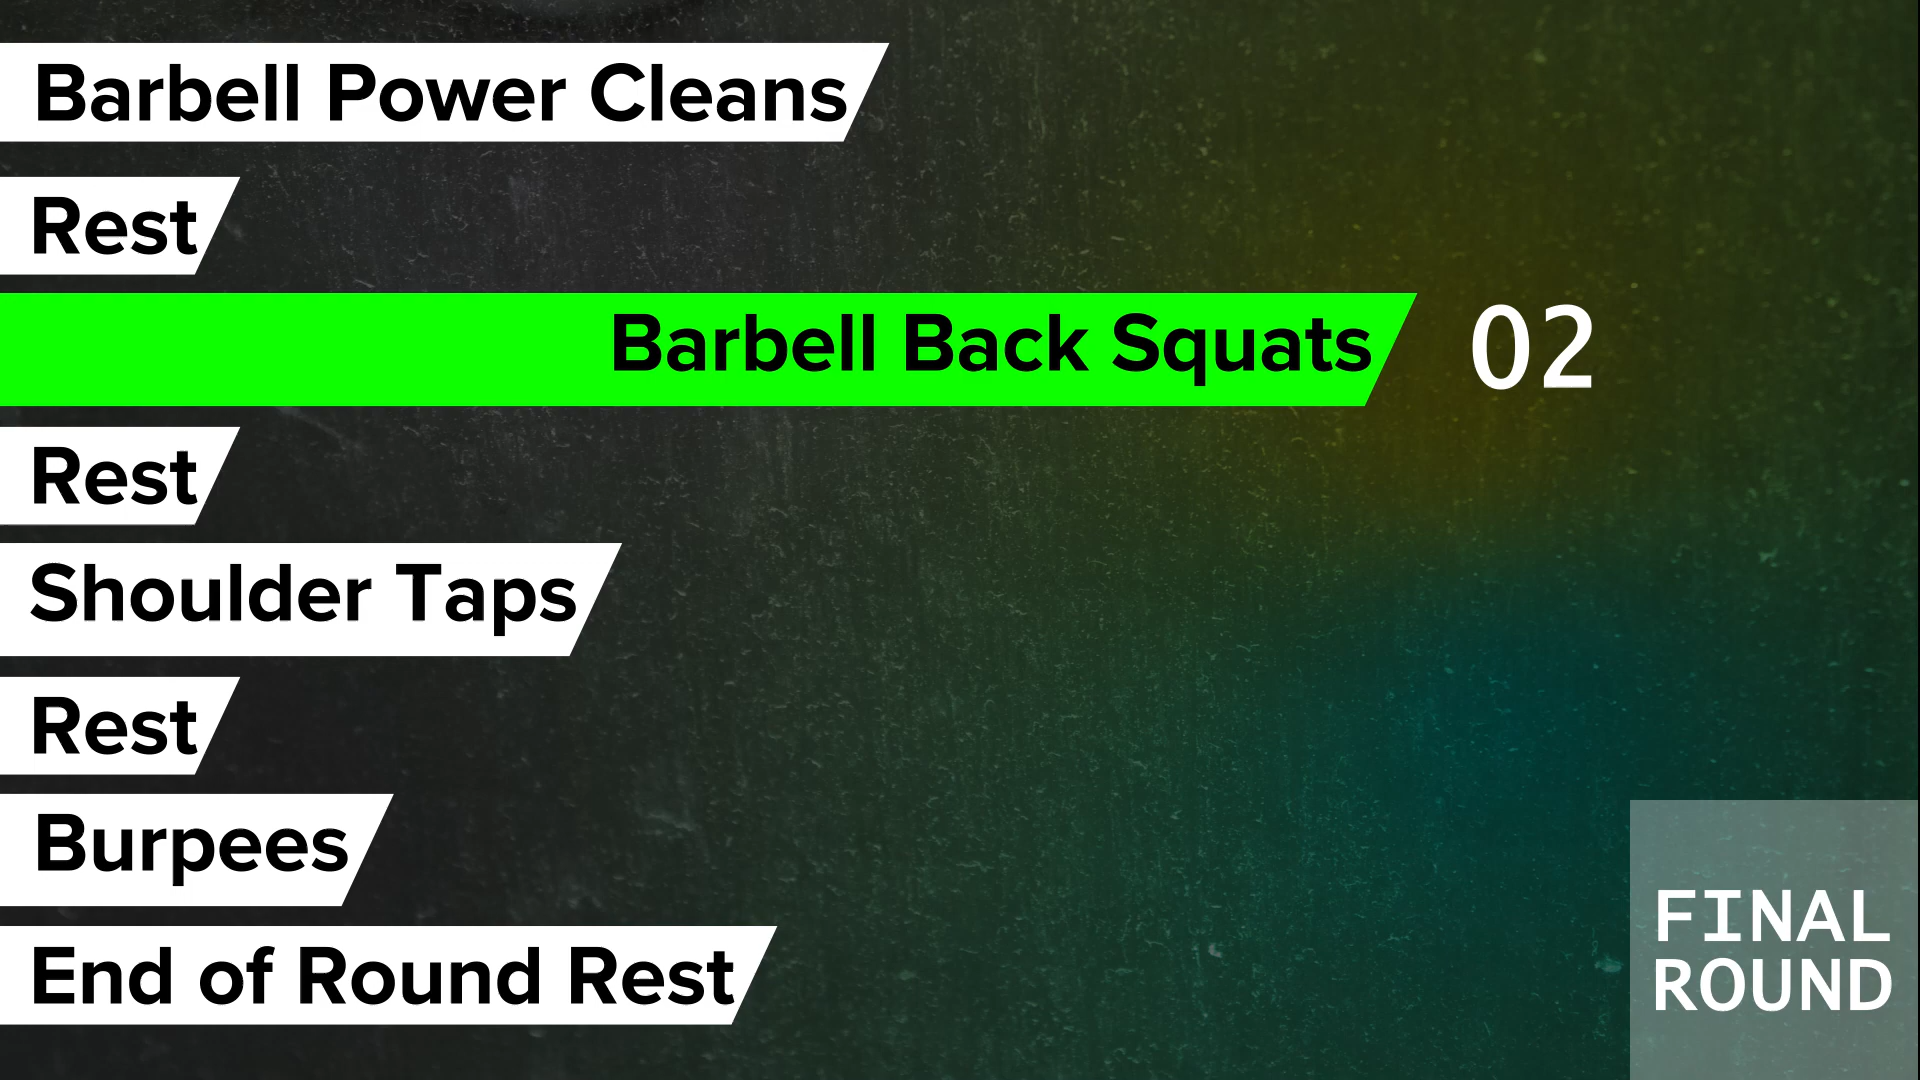 Barbell Power Cleans
Rest
Barbell Back Squats
02
Rest
Shoulder Taps
Rest
Burpees
End of Round Rest
FINAL
ROUND